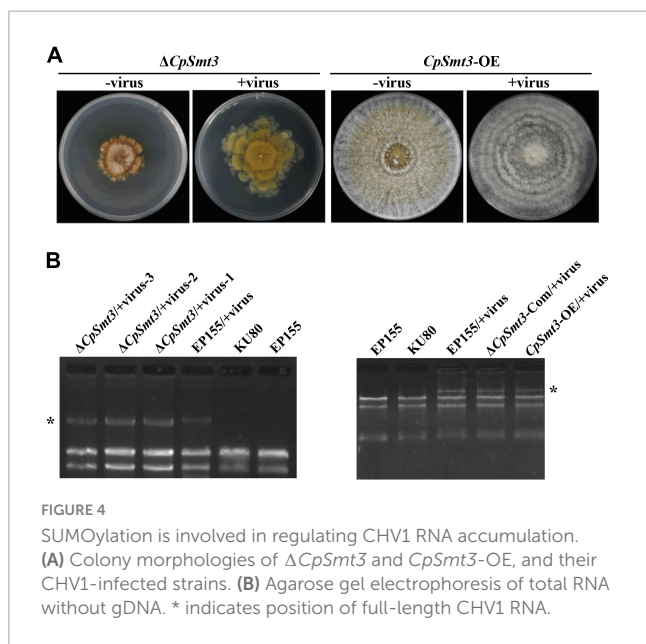 A
ΔCpSmt3 CpSmt3-OE
-virus +virus -virus +virus
B
ΔCpSmt3/+virus-3
ΔCpSmt3/+virus-2
ΔCpSmt3/+virus-1
EP155/+virus
KU80
EP155
EP155
KU80
EP155/+virus
ΔCpSmt3-Com/+virus
CpSmt3-OE/+virus
*
*
FIGURE 4
SUMOylation is involved in regulating CHV1 RNA accumulation.
(A) Colony morphologies of ΔCpSmt3 and CpSmt3-OE, and their
CHV1-infected strains. (B) Agarose gel electrophoresis of total RNA
without gDNA. * indicates position of full-length CHV1 RNA.